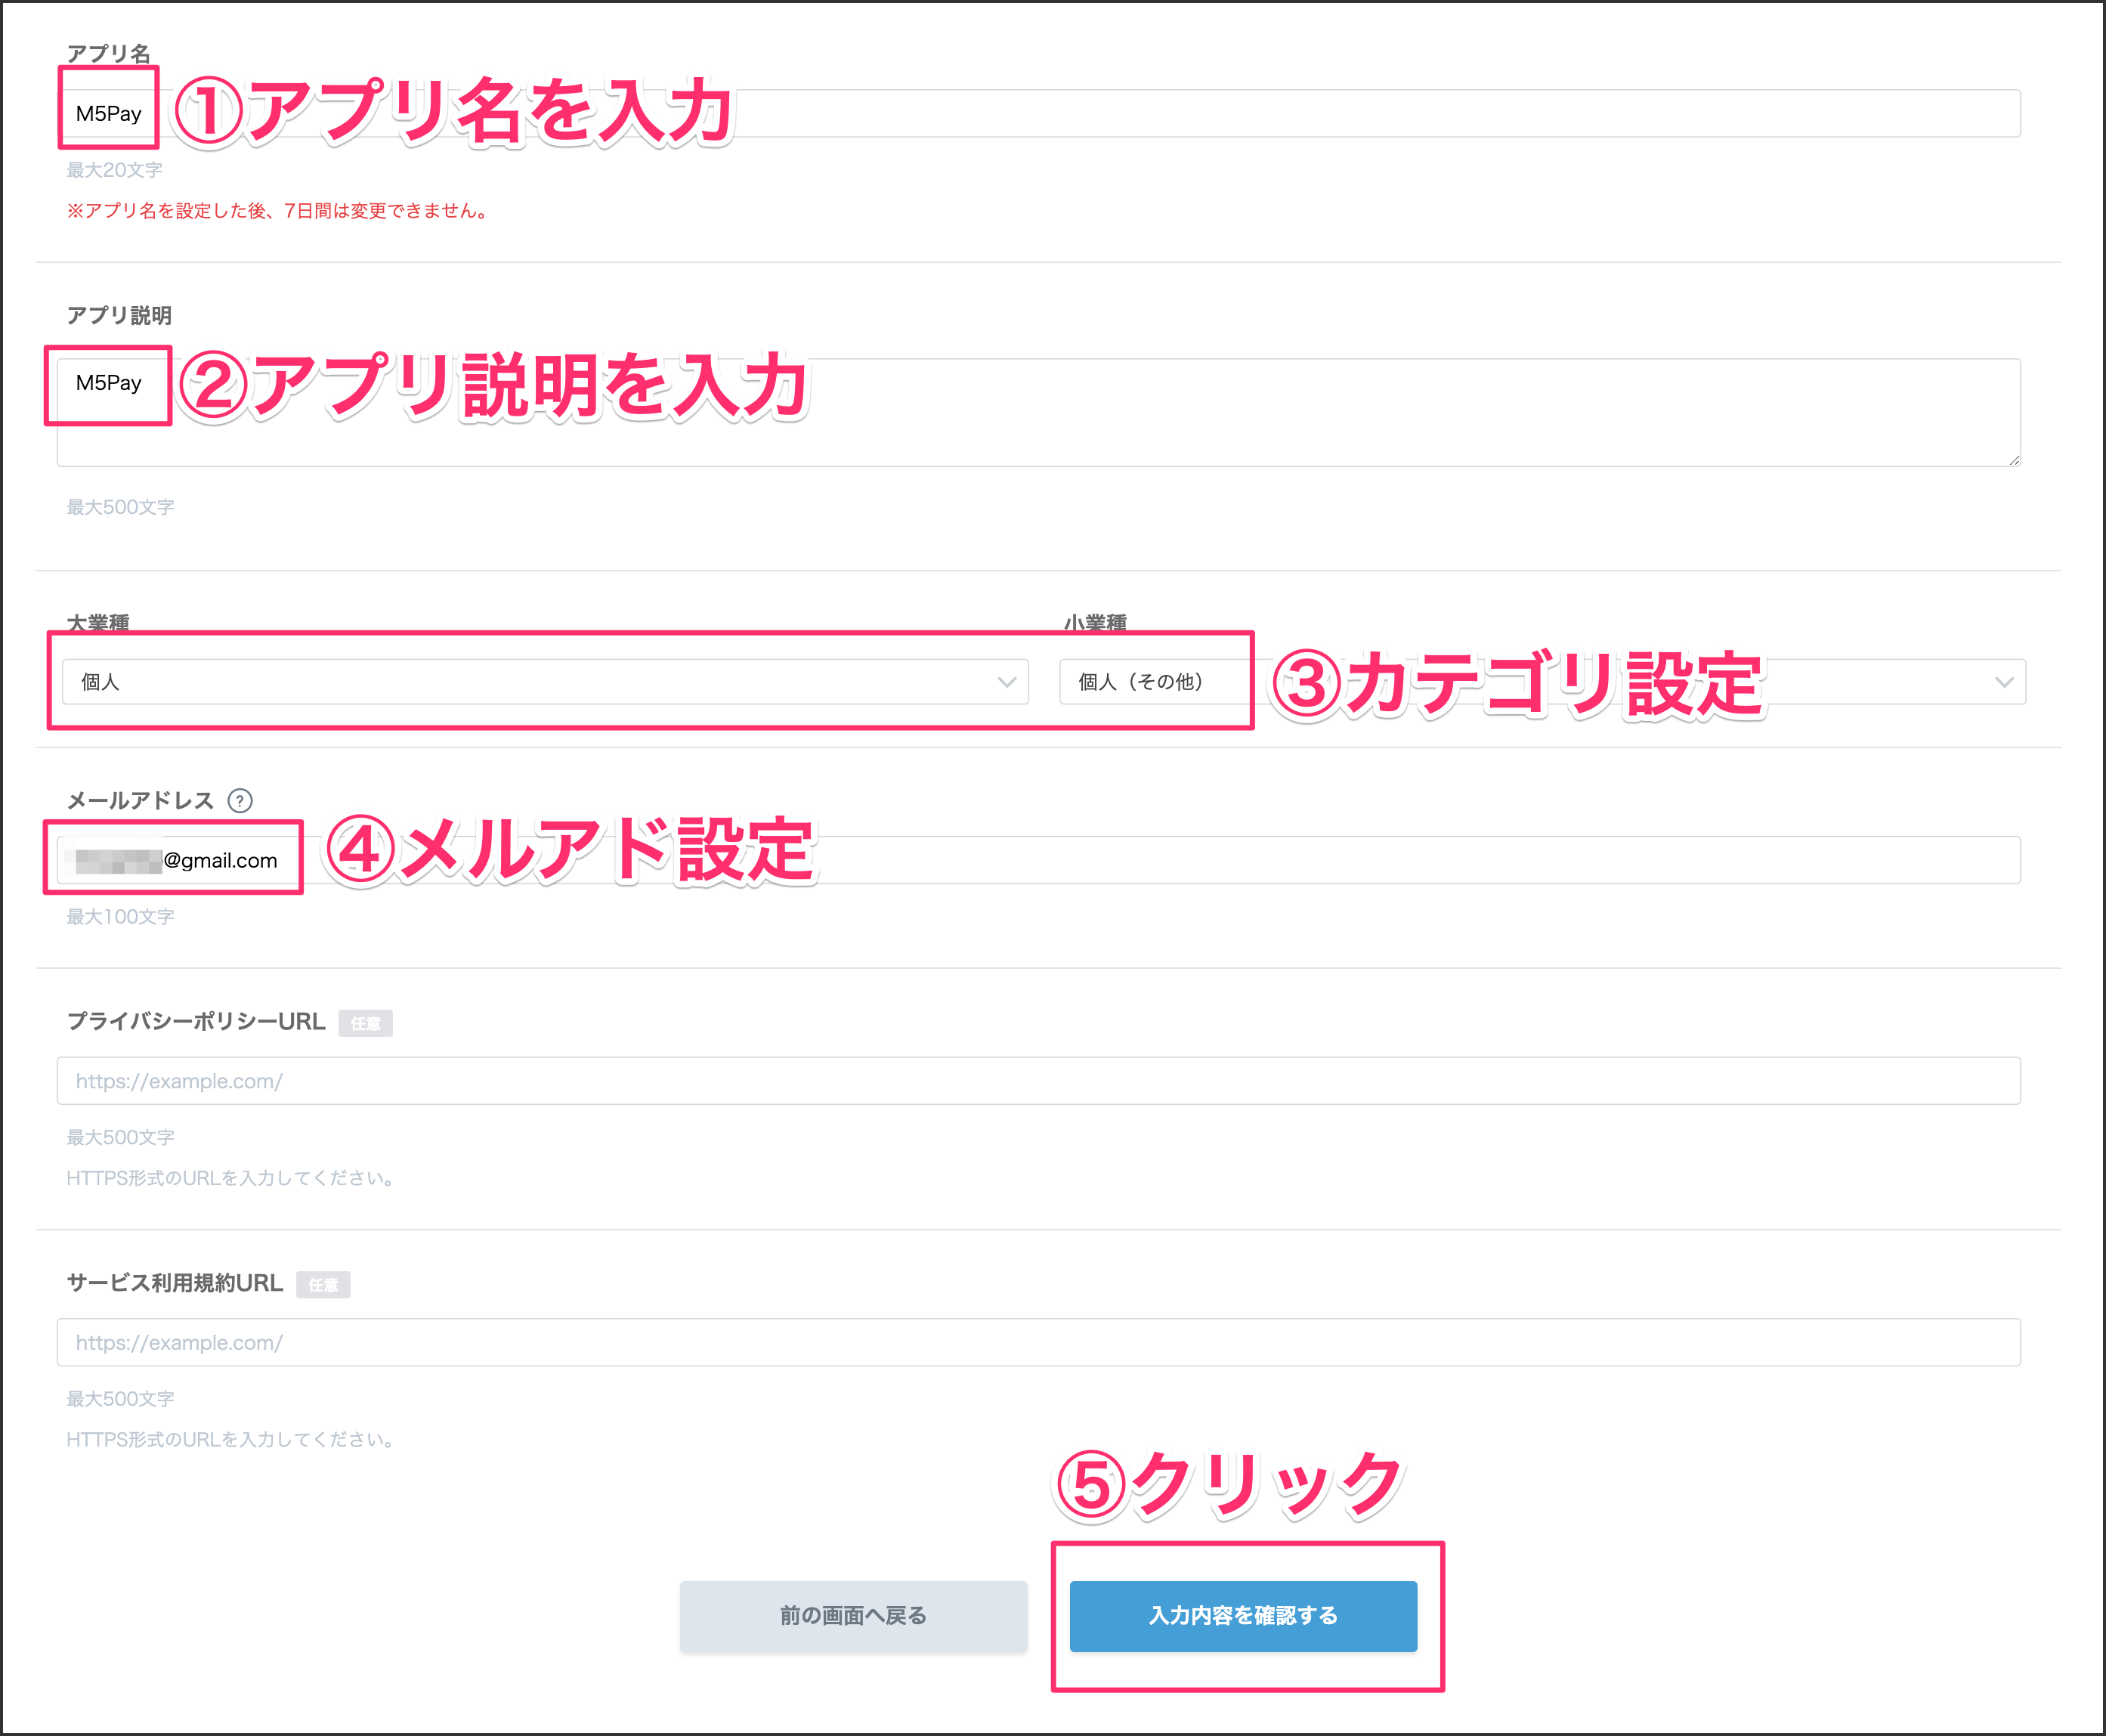 アプリ名
M5Pay
①アプリ名を入力
最大20文字
※アプリ名を設定した後、7日間は変更できません。
アプリ説明
M5Pay
②アプリ説明を入力
最大500文字
大業種
小業種
個人
個人（その他）
③カテゴリ設定
メールアドレス ?
@gmail.com
④メルアド設定
最大100文字
プライバシーポリシーURL 任意
https://example.com/
最大500文字
HTTPS形式のURLを入力してください。
サービス利用規約URL 任意
https://example.com/
最大500文字
HTTPS形式のURLを入力してください。
⑤クリック
前の画面へ戻る
入力内容を確認する